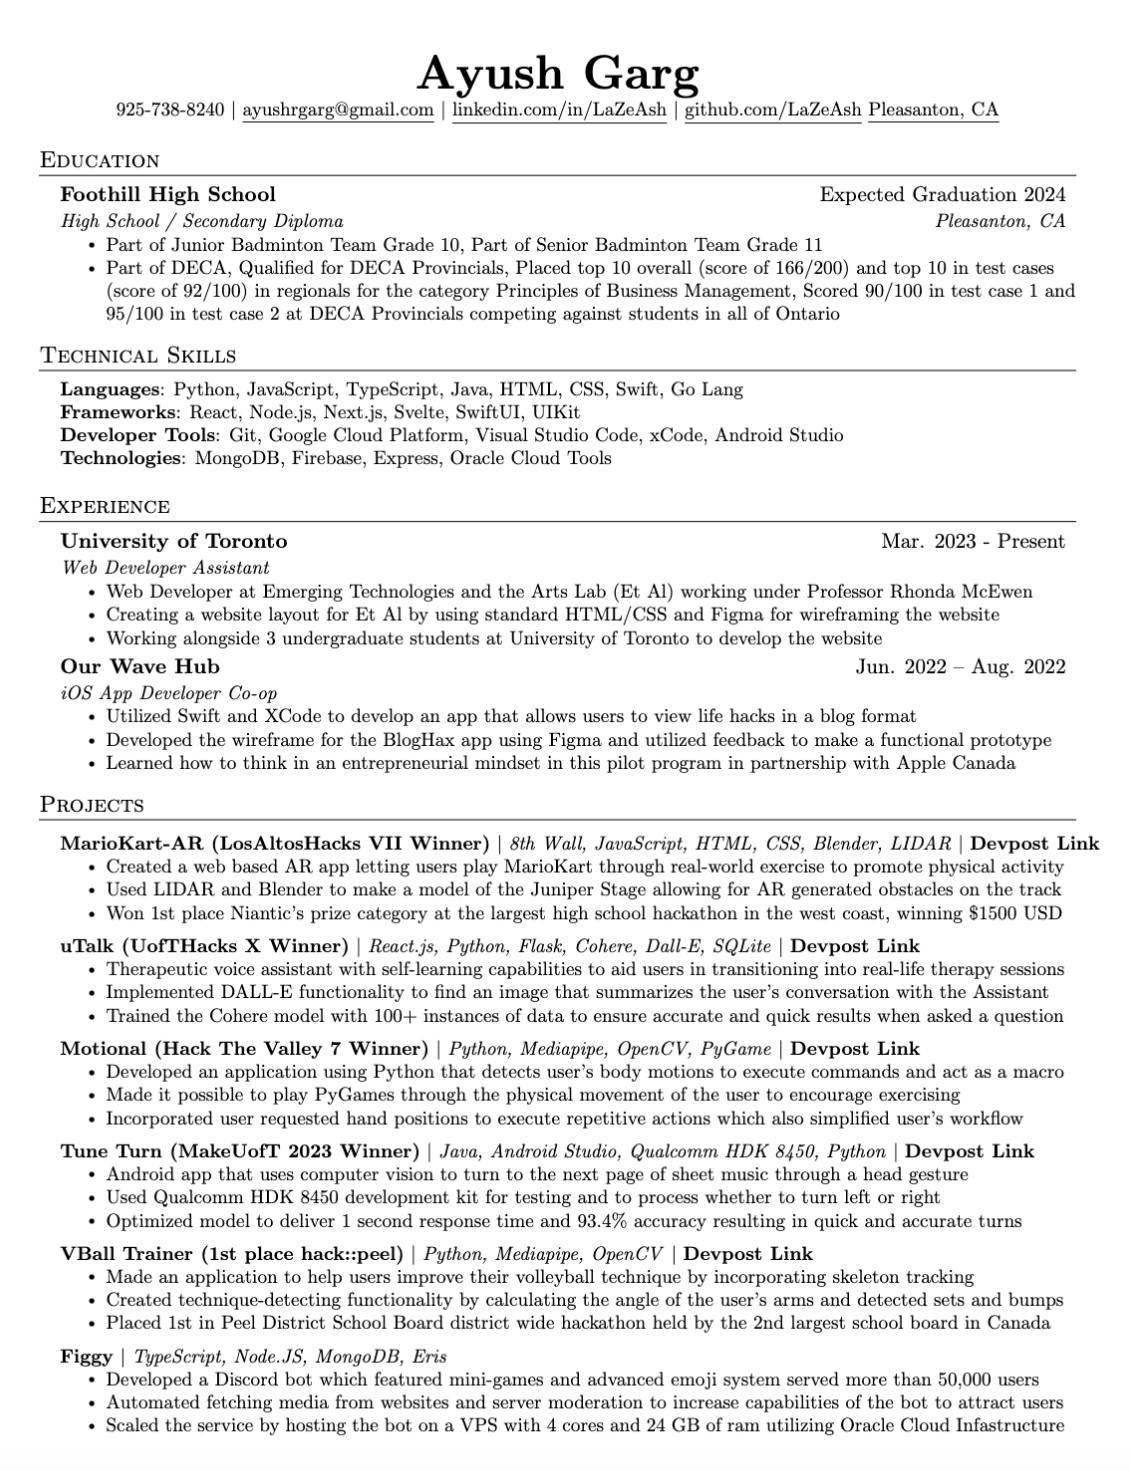 Ayush Garg
925-738-8240 | ayushrgarg@gmail.com | linkedin.com/in/LaZeAsh | github.com/LaZeAsh Pleasanton, CA
Education
Foothill High School Expected Graduation 2024
High School / Secondary Diploma Pleasanton, CA
• Part of Junior Badminton Team Grade 10, Part of Senior Badminton Team Grade 11
• Part of DECA, Qualified for DECA Provincials, Placed top 10 overall (score of 166/200) and top 10 in test cases
(score of 92/100) in regionals for the category Principles of Business Management, Scored 90/100 in test case 1 and
95/100 in test case 2 at DECA Provincials competing against students in all of Ontario
Technical Skills
Languages: Python, JavaScript, TypeScript, Java, HTML, CSS, Swift, Go Lang
Frameworks: React, Node.js, Next.js, Svelte, SwiftUI, UIKit
Developer Tools: Git, Google Cloud Platform, Visual Studio Code, xCode, Android Studio
Technologies: MongoDB, Firebase, Express, Oracle Cloud Tools
Experience
University of Toronto Mar. 2023 - Present
Web Developer Assistant
• Web Developer at Emerging Technologies and the Arts Lab (Et Al) working under Professor Rhonda McEwen
• Creating a website layout for Et Al by using standard HTML/CSS and Figma for wireframing the website
• Working alongside 3 undergraduate students at University of Toronto to develop the website
Our Wave Hub Jun. 2022 – Aug. 2022
iOS App Developer Co-op
• Utilized Swift and XCode to develop an app that allows users to view life hacks in a blog format
• Developed the wireframe for the BlogHax app using Figma and utilized feedback to make a functional prototype
• Learned how to think in an entrepreneurial mindset in this pilot program in partnership with Apple Canada
Projects
MarioKart-AR (LosAltosHacks VII Winner) | 8th Wall, JavaScript, HTML, CSS, Blender, LIDAR | Devpost Link
• Created a web based AR app letting users play MarioKart through real-world exercise to promote physical activity
• Used LIDAR and Blender to make a model of the Juniper Stage allowing for AR generated obstacles on the track
• Won 1st place Niantic's prize category at the largest high school hackathon in the west coast, winning $1500 USD
uTalk (UofTHacks X Winner) | React.js, Python, Flask, Cohere, Dall-E, SQLite | Devpost Link
• Therapeutic voice assistant with self-learning capabilities to aid users in transitioning into real-life therapy sessions
• Implemented DALL-E functionality to find an image that summarizes the user's conversation with the Assistant
• Trained the Cohere model with 100+ instances of data to ensure accurate and quick results when asked a question
Motional (Hack The Valley 7 Winner) | Python, Mediapipe, OpenCV, PyGame | Devpost Link
• Developed an application using Python that detects user's body motions to execute commands and act as a macro
• Made it possible to play PyGames through the physical movement of the user to encourage exercising
• Incorporated user requested hand positions to execute repetitive actions which also simplified user's workflow
Tune Turn (MakeUofT 2023 Winner) | Java, Android Studio, Qualcomm HDK 8450, Python | Devpost Link
• Android app that uses computer vision to turn to the next page of sheet music through a head gesture
• Used Qualcomm HDK 8450 development kit for testing and to process whether to turn left or right
• Optimized model to deliver 1 second response time and 93.4% accuracy resulting in quick and accurate turns
VBall Trainer (1st place hack::peel) | Python, Mediapipe, OpenCV | Devpost Link
• Made an application to help users improve their volleyball technique by incorporating skeleton tracking
• Created technique-detecting functionality by calculating the angle of the user's arms and detected sets and bumps
• Placed 1st in Peel District School Board district wide hackathon held by the 2nd largest school board in Canada
Figgy | TypeScript, Node.JS, MongoDB, Eris
• Developed a Discord bot which featured mini-games and advanced emoji system served more than 50,000 users
• Automated fetching media from websites and server moderation to increase capabilities of the bot to attract users
• Scaled the service by hosting the bot on a VPS with 4 cores and 24 GB of ram utilizing Oracle Cloud Infastructure